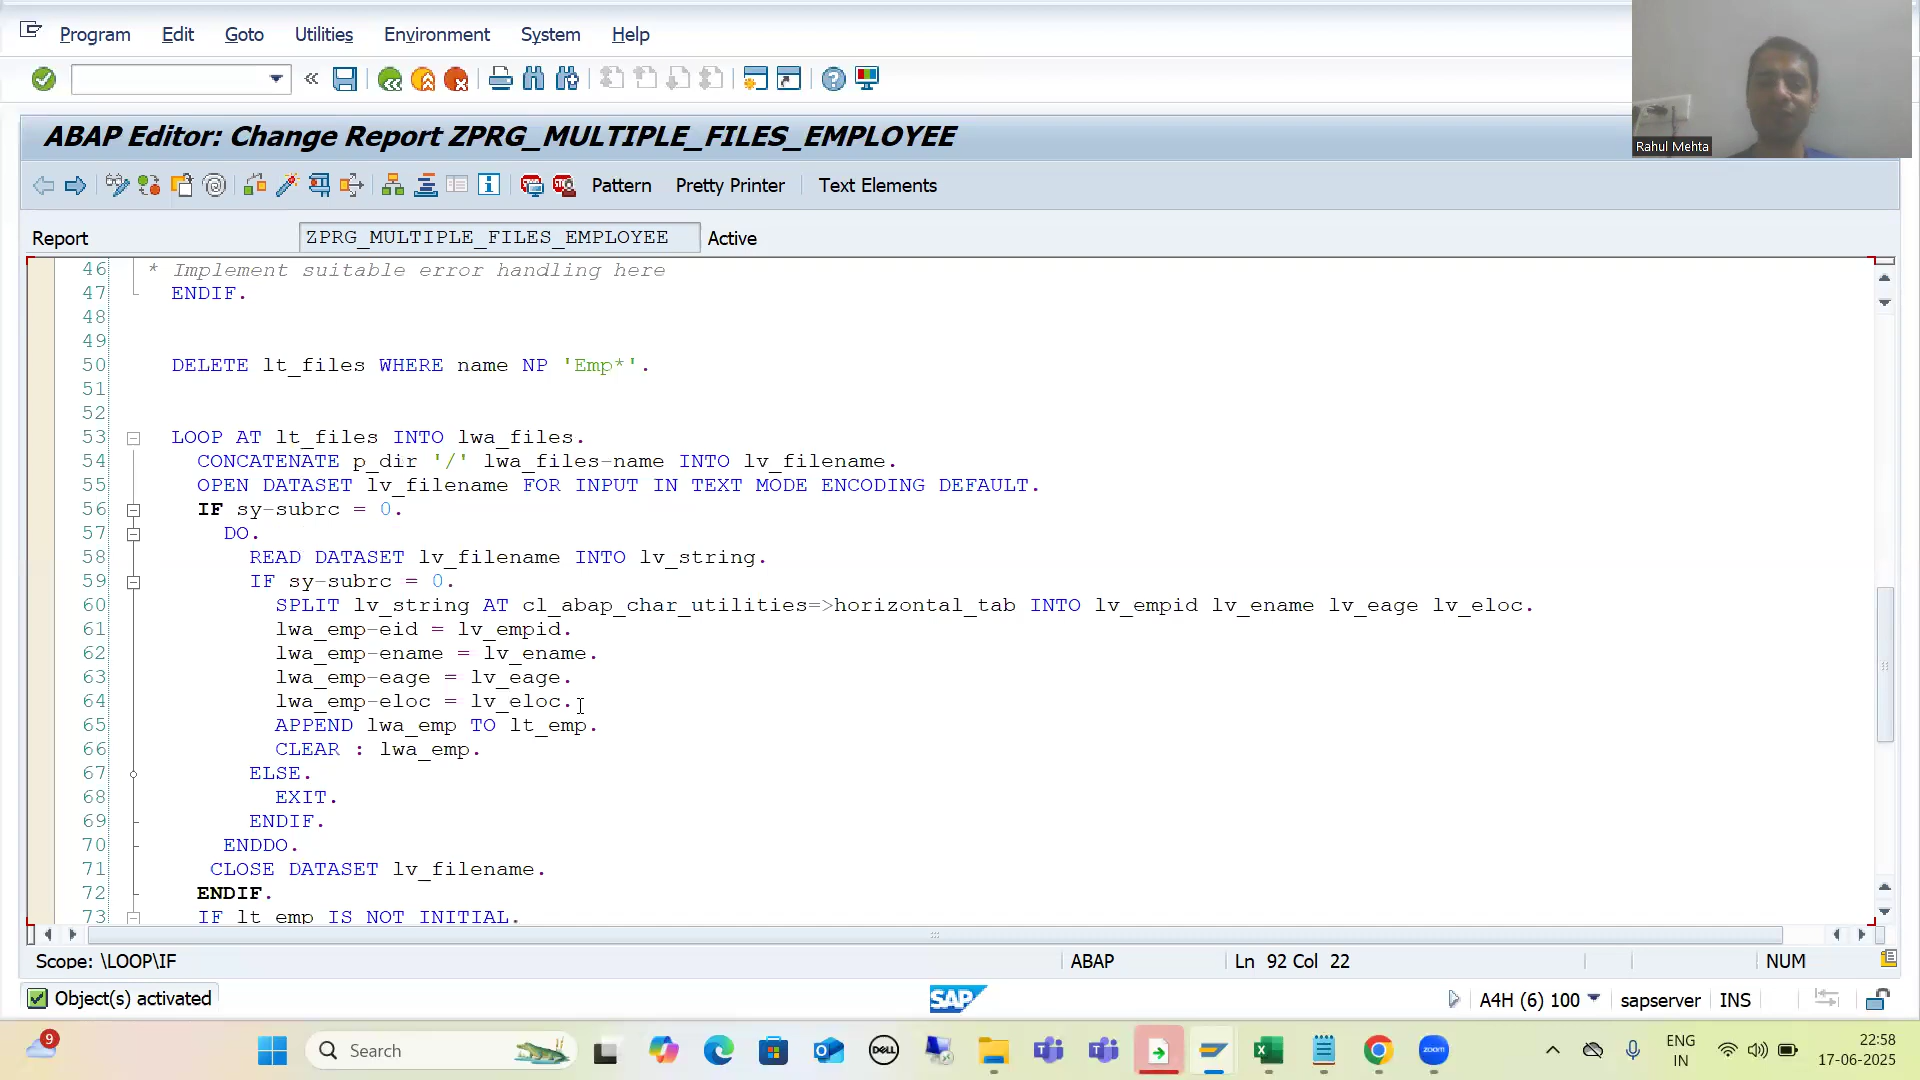 Program Edit Goto Utilities Environment System Help
Rahul Mehta
ABAP Editor: Change Report ZPRG_MULTIPLE_FILES_EMPLOYEE
Pattern Pretty Printer Text Elements
Report ZPRG_MULTIPLE_FILES_EMPLOYEE Active
46 * Implement suitable error handling here
47 ENDIF.
48
49
50 DELETE lt_files WHERE name NP 'Emp*'.
51
52
53 LOOP AT lt_files INTO lwa_files.
54 CONCATENATE p_dir '/' lwa_files-name INTO lv_filename.
55 OPEN DATASET lv_filename FOR INPUT IN TEXT MODE ENCODING DEFAULT.
56 IF sy-subrc = 0.
57 DO.
58 READ DATASET lv_filename INTO lv_string.
59 IF sy-subrc = 0.
60 SPLIT lv_string AT cl_abap_char_utilities=>horizontal_tab INTO lv_empid lv_ename lv_eage lv_eloc.
61 lwa_emp-eid = lv_empid.
62 lwa_emp-ename = lv_ename.
63 lwa_emp-eage = lv_eage.
64 lwa_emp-eloc = lv_eloc.
65 APPEND lwa_emp TO lt_emp.
66 CLEAR : lwa_emp.
67 ELSE.
68 EXIT.
69 ENDIF.
70 ENDDO.
71 CLOSE DATASET lv_filename.
72 ENDIF.
73 IF lt_emp IS NOT INITIAL.
Scope: \LOOP\IF ABAP Ln 92 Col 22 NUM
Object(s) activated SAP A4H (6) 100 sapserver INS
9 Search DELL zoom ENG IN 22:58 17-06-2025